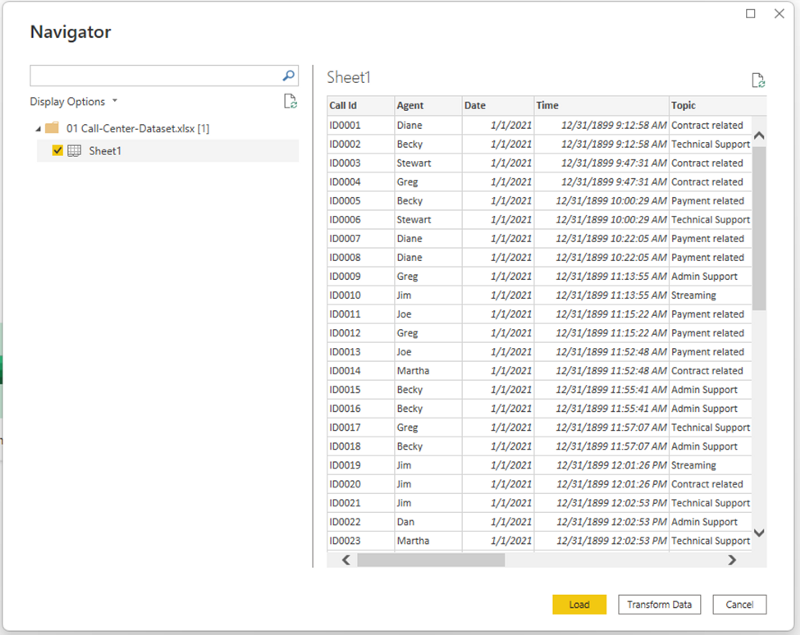 Navigator
Display Options
01 Call-Center-Dataset.xlsx [1]
Sheet1
Sheet1
Call Id Agent Date Time Topic
ID0001 Diane 1/1/2021 12/31/1899 9:12:58 AM Contract related
ID0002 Becky 1/1/2021 12/31/1899 9:12:58 AM Technical Support
ID0003 Stewart 1/1/2021 12/31/1899 9:47:31 AM Contract related
ID0004 Greg 1/1/2021 12/31/1899 9:47:31 AM Contract related
ID0005 Becky 1/1/2021 12/31/1899 10:00:29 AM Payment related
ID0006 Stewart 1/1/2021 12/31/1899 10:00:29 AM Technical Support
ID0007 Diane 1/1/2021 12/31/1899 10:22:05 AM Payment related
ID0008 Diane 1/1/2021 12/31/1899 10:22:05 AM Payment related
ID0009 Greg 1/1/2021 12/31/1899 11:13:55 AM Admin Support
ID0010 Jim 1/1/2021 12/31/1899 11:13:55 AM Streaming
ID0011 Joe 1/1/2021 12/31/1899 11:15:22 AM Payment related
ID0012 Greg 1/1/2021 12/31/1899 11:15:22 AM Payment related
ID0013 Joe 1/1/2021 12/31/1899 11:52:48 AM Payment related
ID0014 Martha 1/1/2021 12/31/1899 11:52:48 AM Contract related
ID0015 Becky 1/1/2021 12/31/1899 11:55:41 AM Admin Support
ID0016 Becky 1/1/2021 12/31/1899 11:55:41 AM Admin Support
ID0017 Greg 1/1/2021 12/31/1899 11:57:07 AM Technical Support
ID0018 Becky 1/1/2021 12/31/1899 11:57:07 AM Admin Support
ID0019 Jim 1/1/2021 12/31/1899 12:01:26 PM Streaming
ID0020 Jim 1/1/2021 12/31/1899 12:01:26 PM Contract related
ID0021 Jim 1/1/2021 12/31/1899 12:02:53 PM Technical Support
ID0022 Dan 1/1/2021 12/31/1899 12:02:53 PM Admin Support
ID0023 Martha 1/1/2021 12/31/1899 12:02:53 PM Technical Support
Load Transform Data Cancel